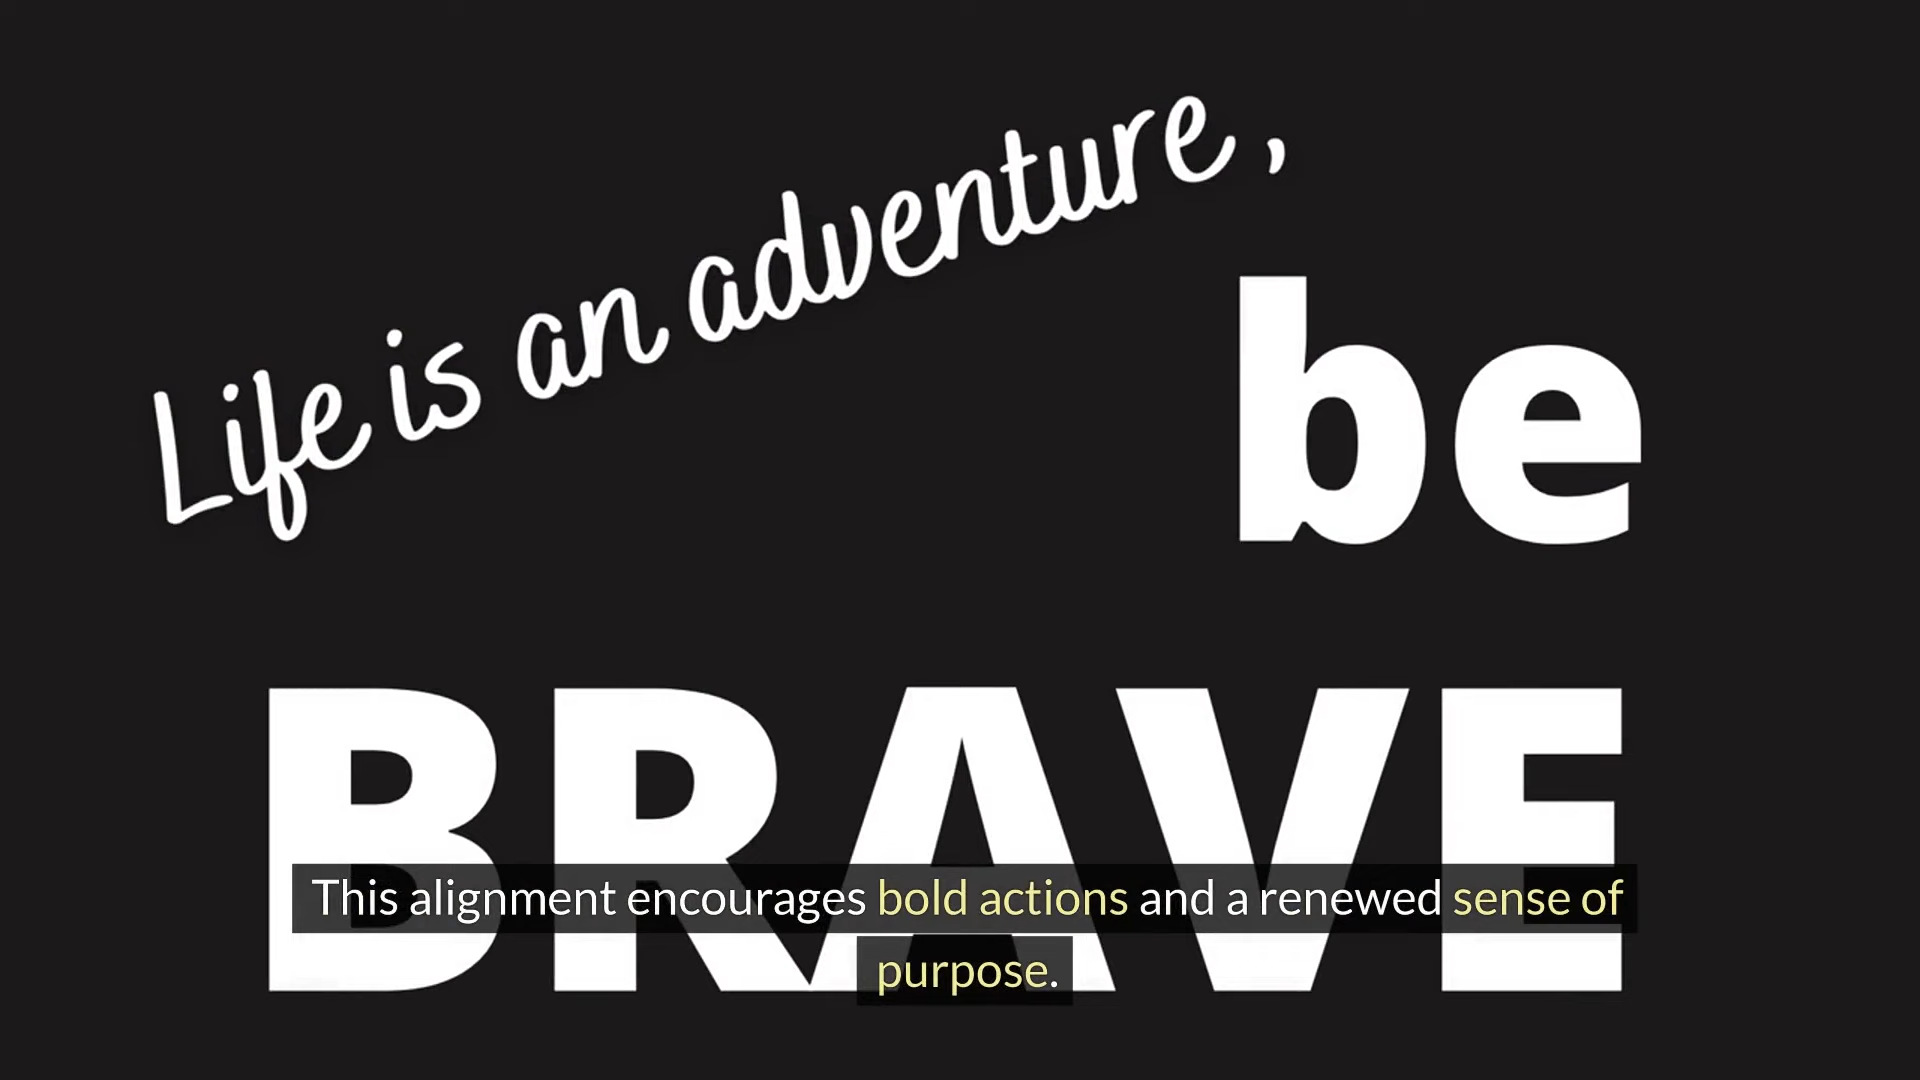 Life is an adventure ,
be
BRAVE
This alignment encourages bold actions and a renewed sense of
purpose.